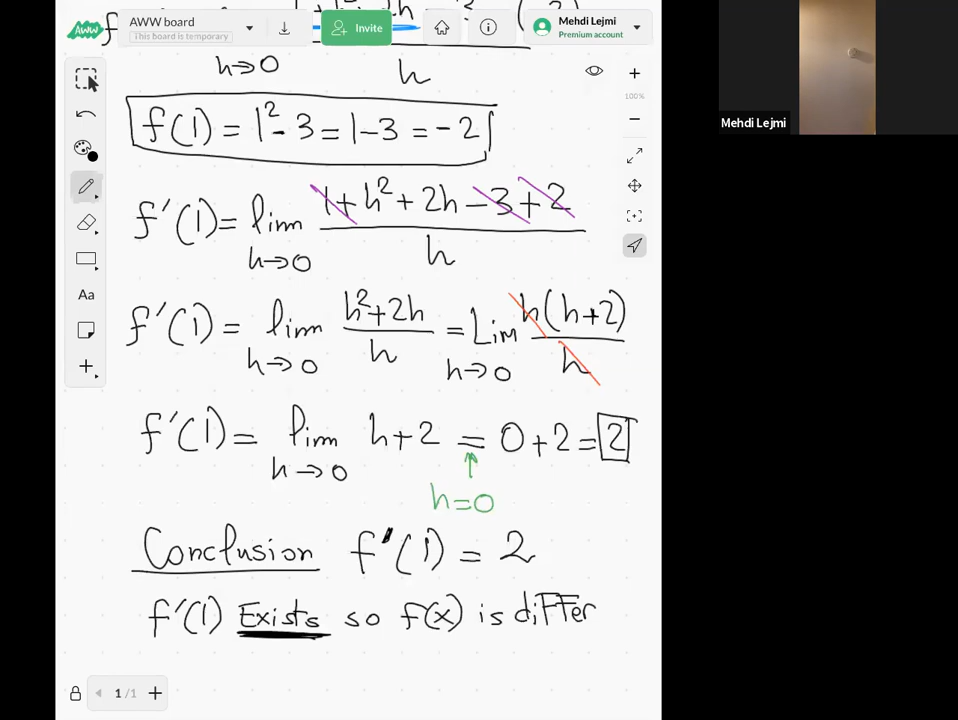 AWW board
This board is temporary
Invite
Mehdi Lejmi
Premium account
h→0 h
100%
Mehdi Lejmi
f(1) = 1² - 3 = 1 - 3 = -2
f'(1) = lim h→0 1 + h² + 2h - 3 + 2 / h
f'(1) = lim h→0 h² + 2h / h = Lim h→0 h(h+2) / h
f'(1) = lim h→0 h+2 = 0 + 2 = 2
h=0
Conclusion f'(1) = 2
f'(1) Exists so f(x) is differ
Aa
1/1